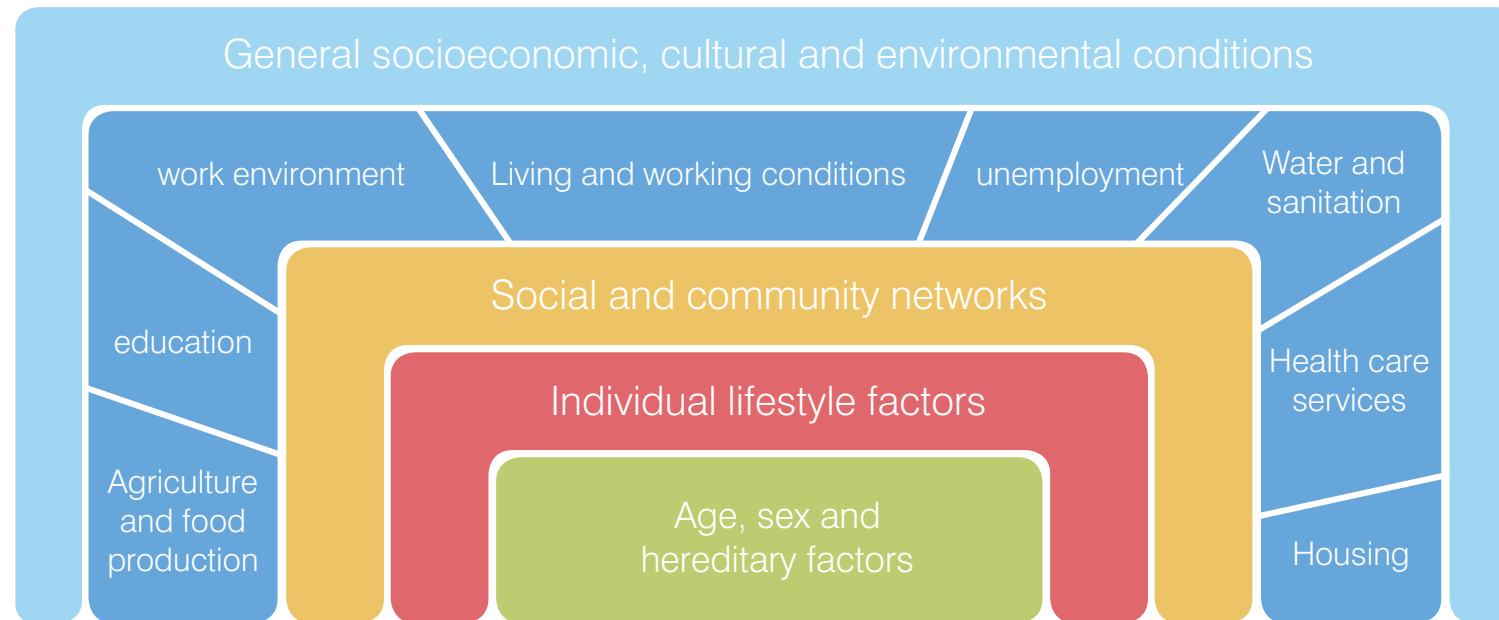 General socioeconomic, cultural and environmental conditions
work environment
Living and working conditions
unemployment
Water and
sanitation
education
Agriculture
and food
production
Social and community networks
Individual lifestyle factors
Age, sex and
hereditary factors
Health care
services
Housing